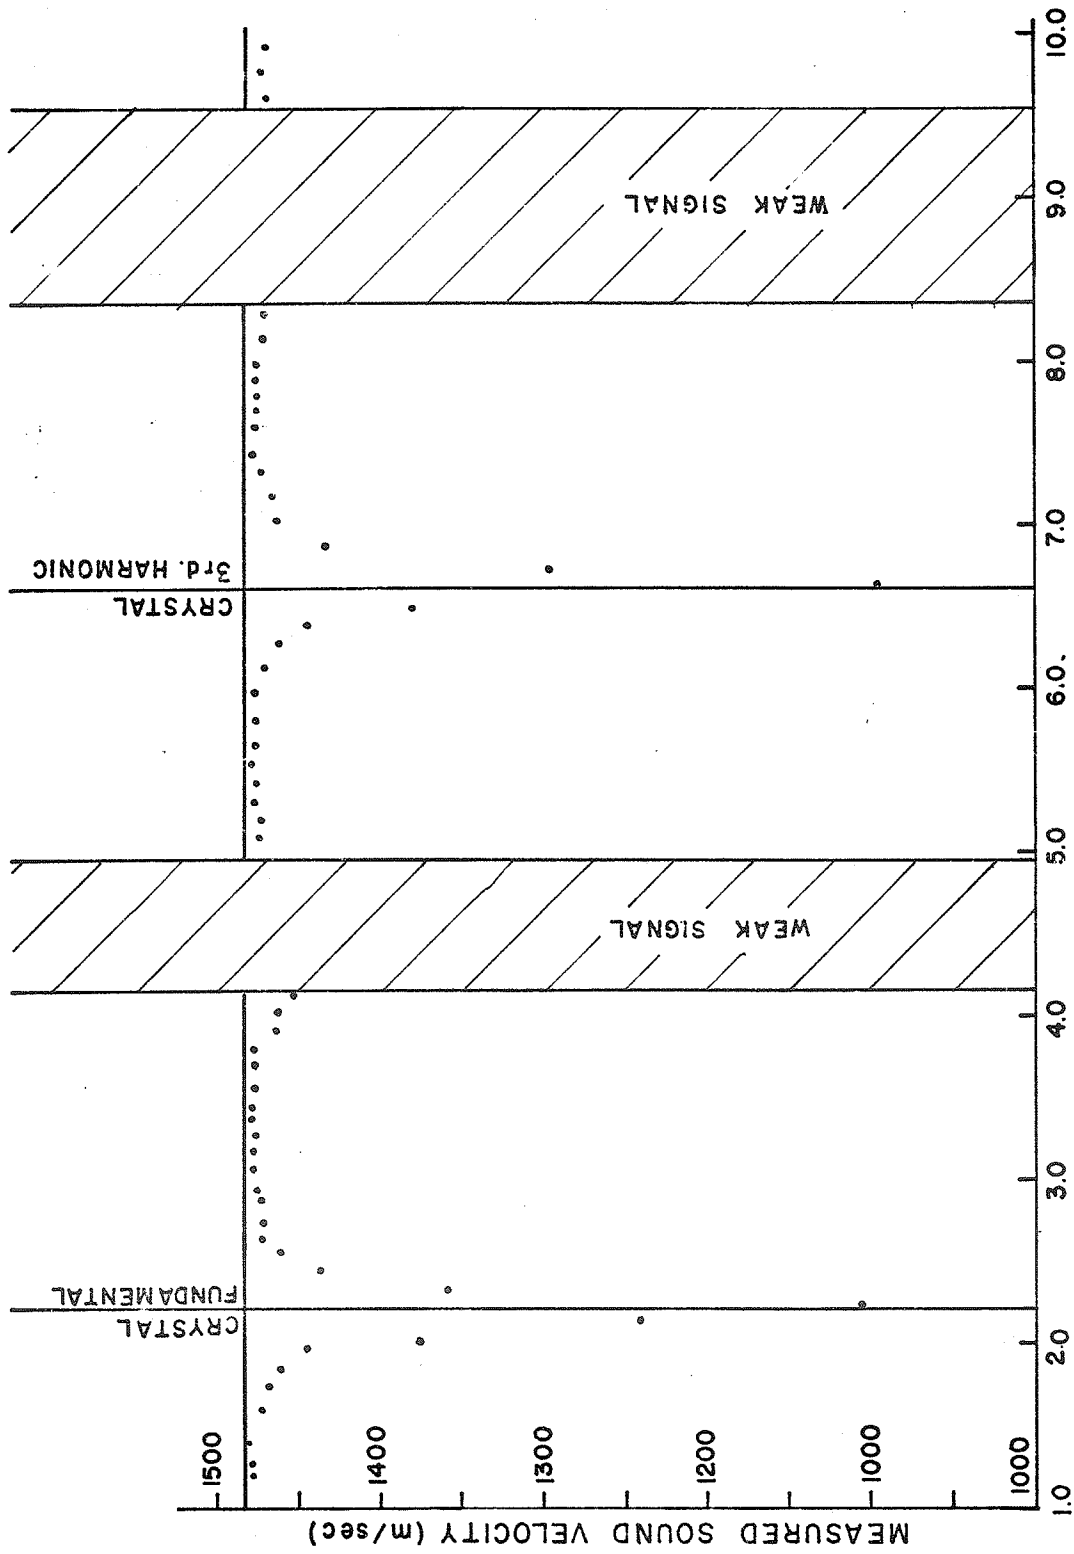 MEASURED SOUND VELOCITY (m/sec)
1500
1400
1300
1200
1000
1000
CRYSTAL
FUNDAMENTAL
WEAK SIGNAL
CRYSTAL
3rd. HARMONIC
WEAK SIGNAL
1.0
2.0
3.0
4.0
5.0
6.0.
7.0
8.0
9.0
10.0